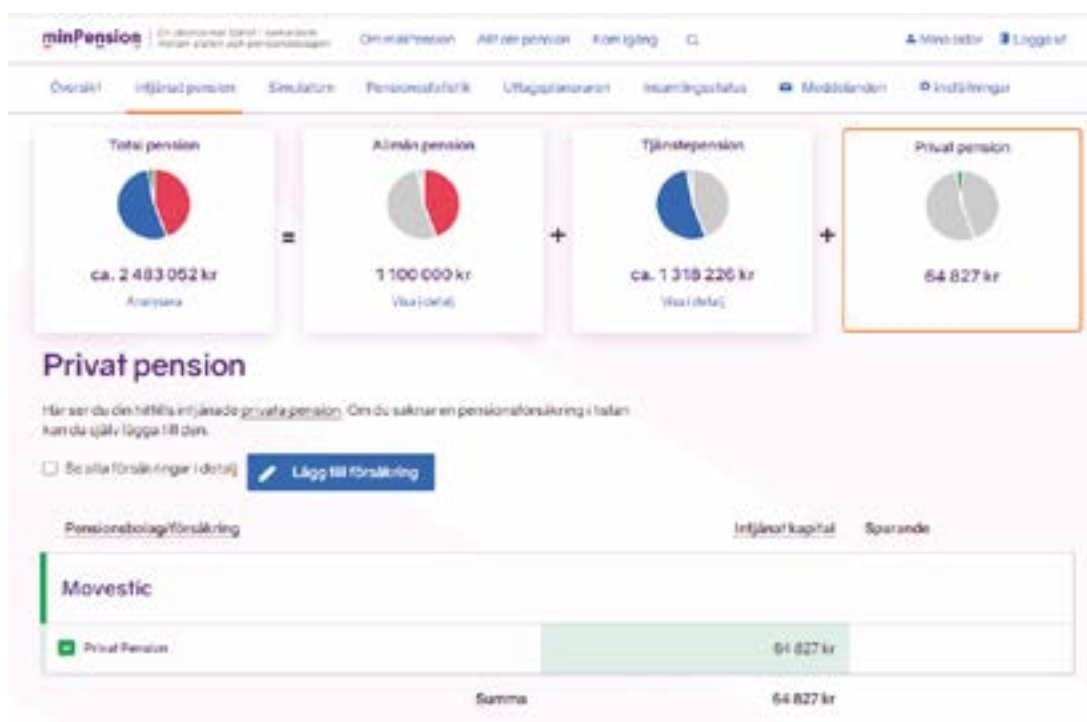 minPension
Om minPension Allt om pension Kom igång
Mina sidor Logga ut
Översikt Intjänad pension Simulatorn Pensionsstatistik Uttagsplaneraren Insamlingsstatus Meddelanden Inställningar
Total pension
ca. 2 483 052 kr
Analysera
=
Allmän pension
1 100 000 kr
Visa i detalj
+
Tjänstepension
ca. 1 318 226 kr
Visa i detalj
+
Privat pension
64 827 kr
Privat pension
Här ser du din hittills intjänade privata pension. Om du saknar en pensionsförsäkring i listan
kan du själv lägga till den.
Se alla försäkringar i detalj
Lägg till försäkring
Pensionsbolag/försäkring Intjänat kapital Sparande
Movestic
Privat Pension 64 827 kr
Summa 64 827 kr